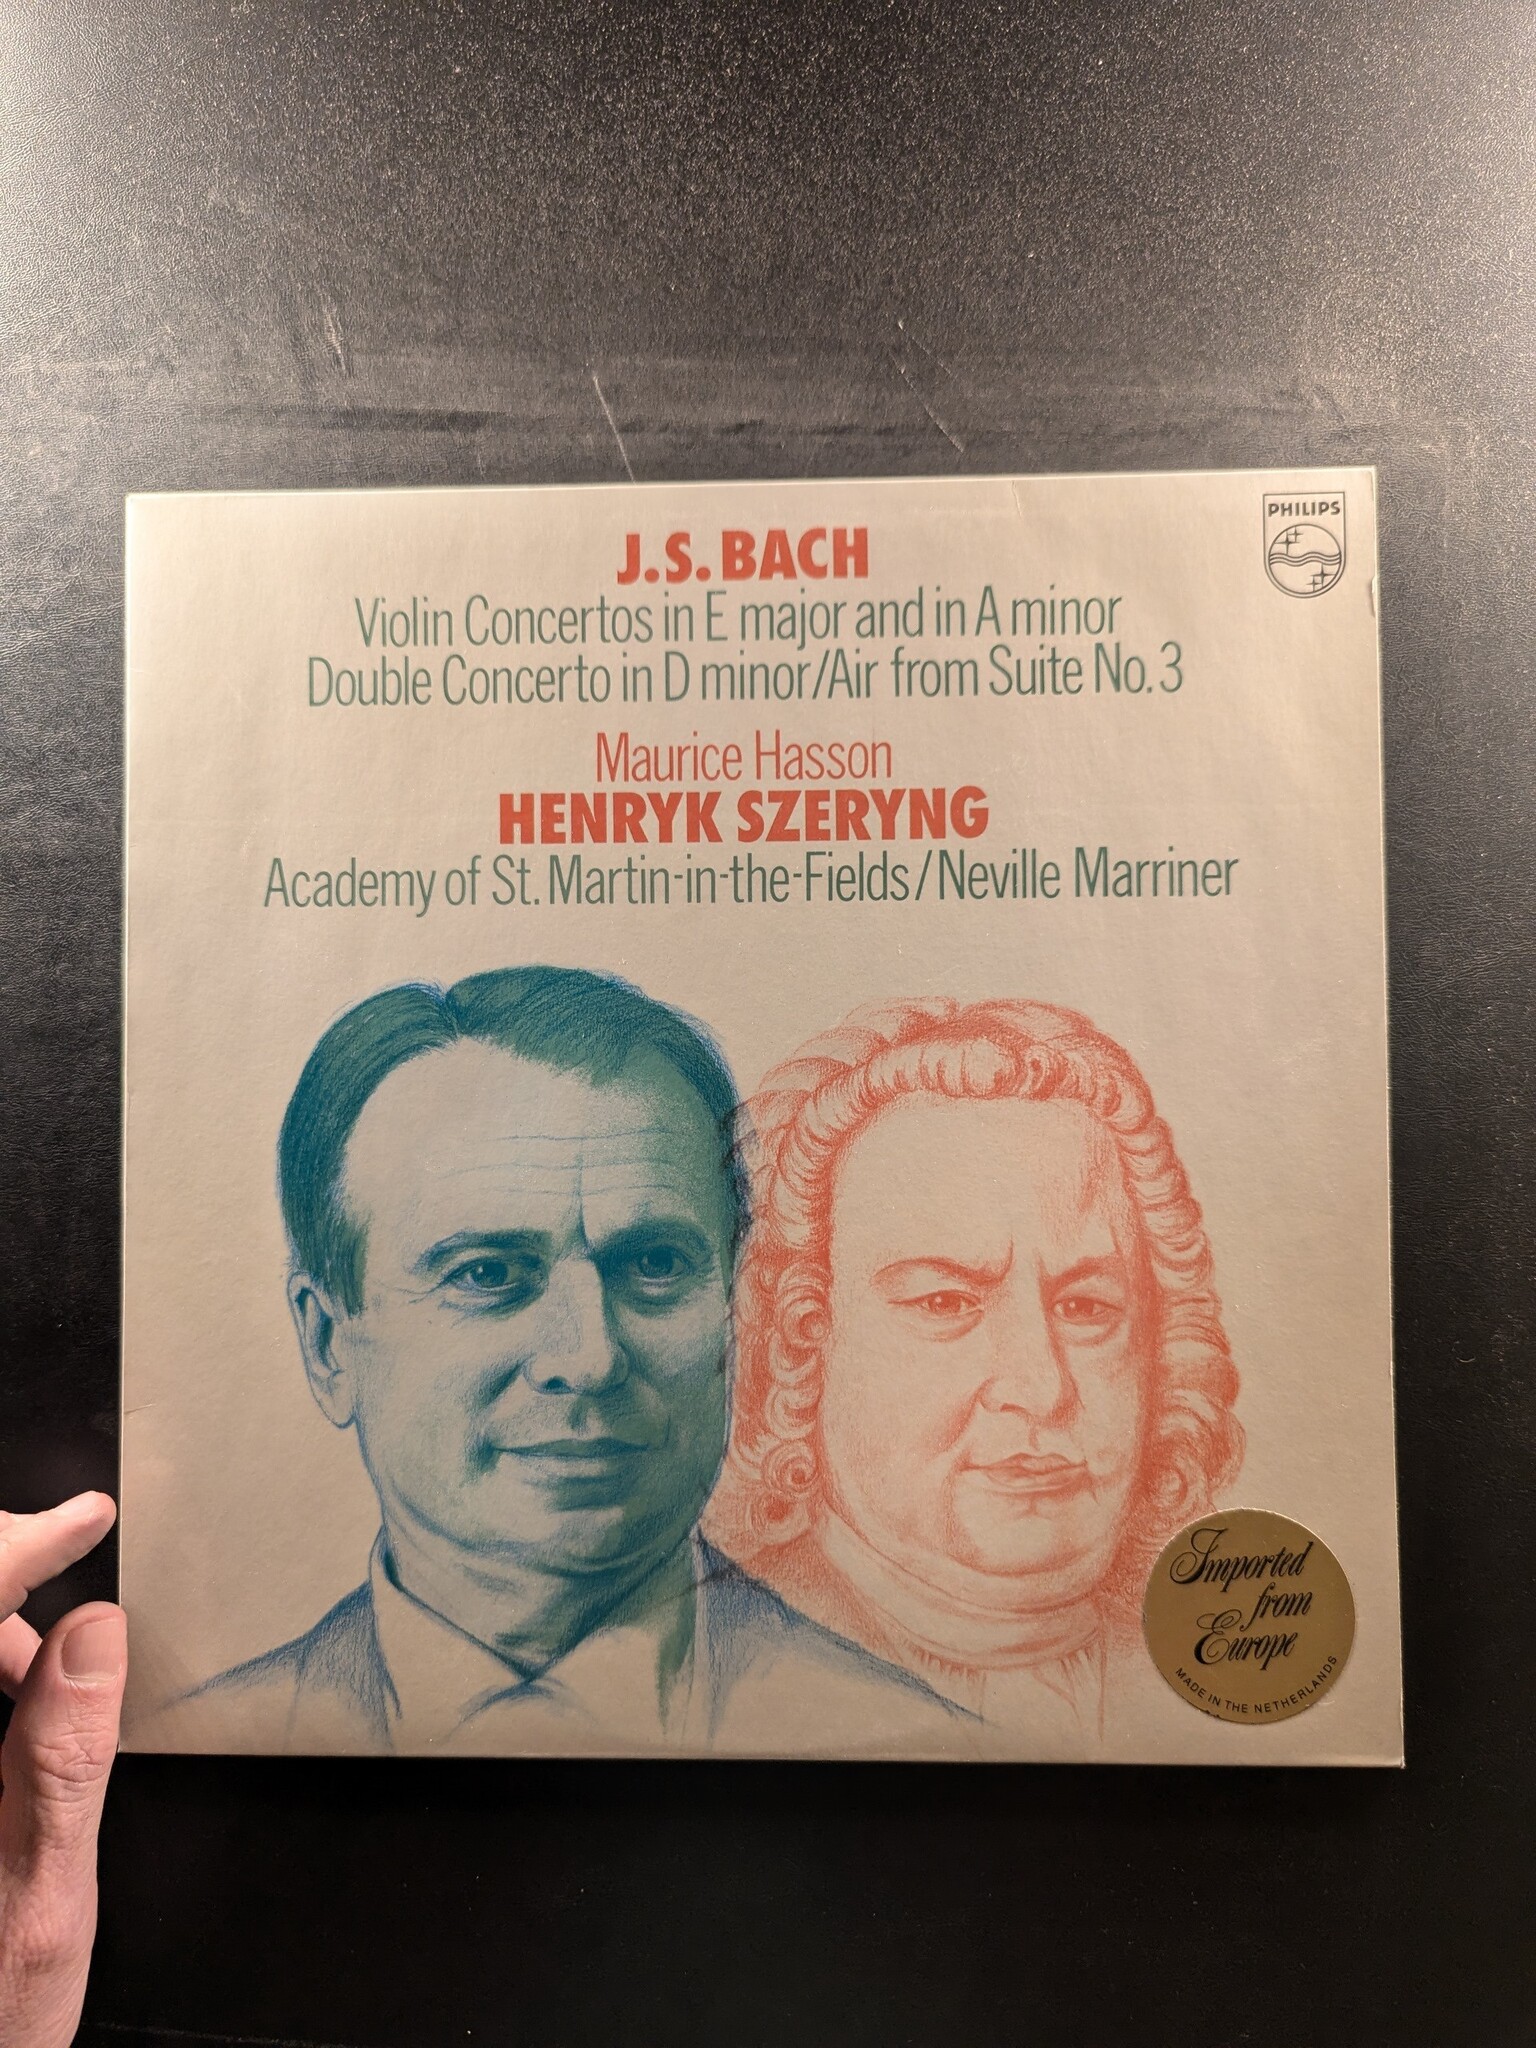 PHILIPS
J.S. BACH
Violin Concertos in E major and in A minor
Double Concerto in D minor/Air from Suite No. 3
Maurice Hasson
HENRYK SZERYNG
Academy of St. Martin-in-the-Fields/Neville Marriner
Imported
from
Europe
MADE IN THE NETHERLANDS